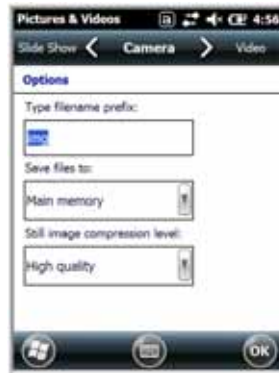 Pictures & Videos 4:56
Slide Show Camera Video
Options
Type filename prefix:
img
Save files to:
Main memory
Still image compression level:
High quality
OK